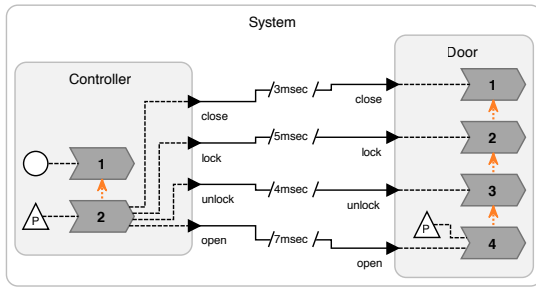 System
Door
Controller
1
3msec
close
close
2
5msec
lock
lock
1
3
4msec
unlock
unlock
P
2
P
4
7msec
open
open